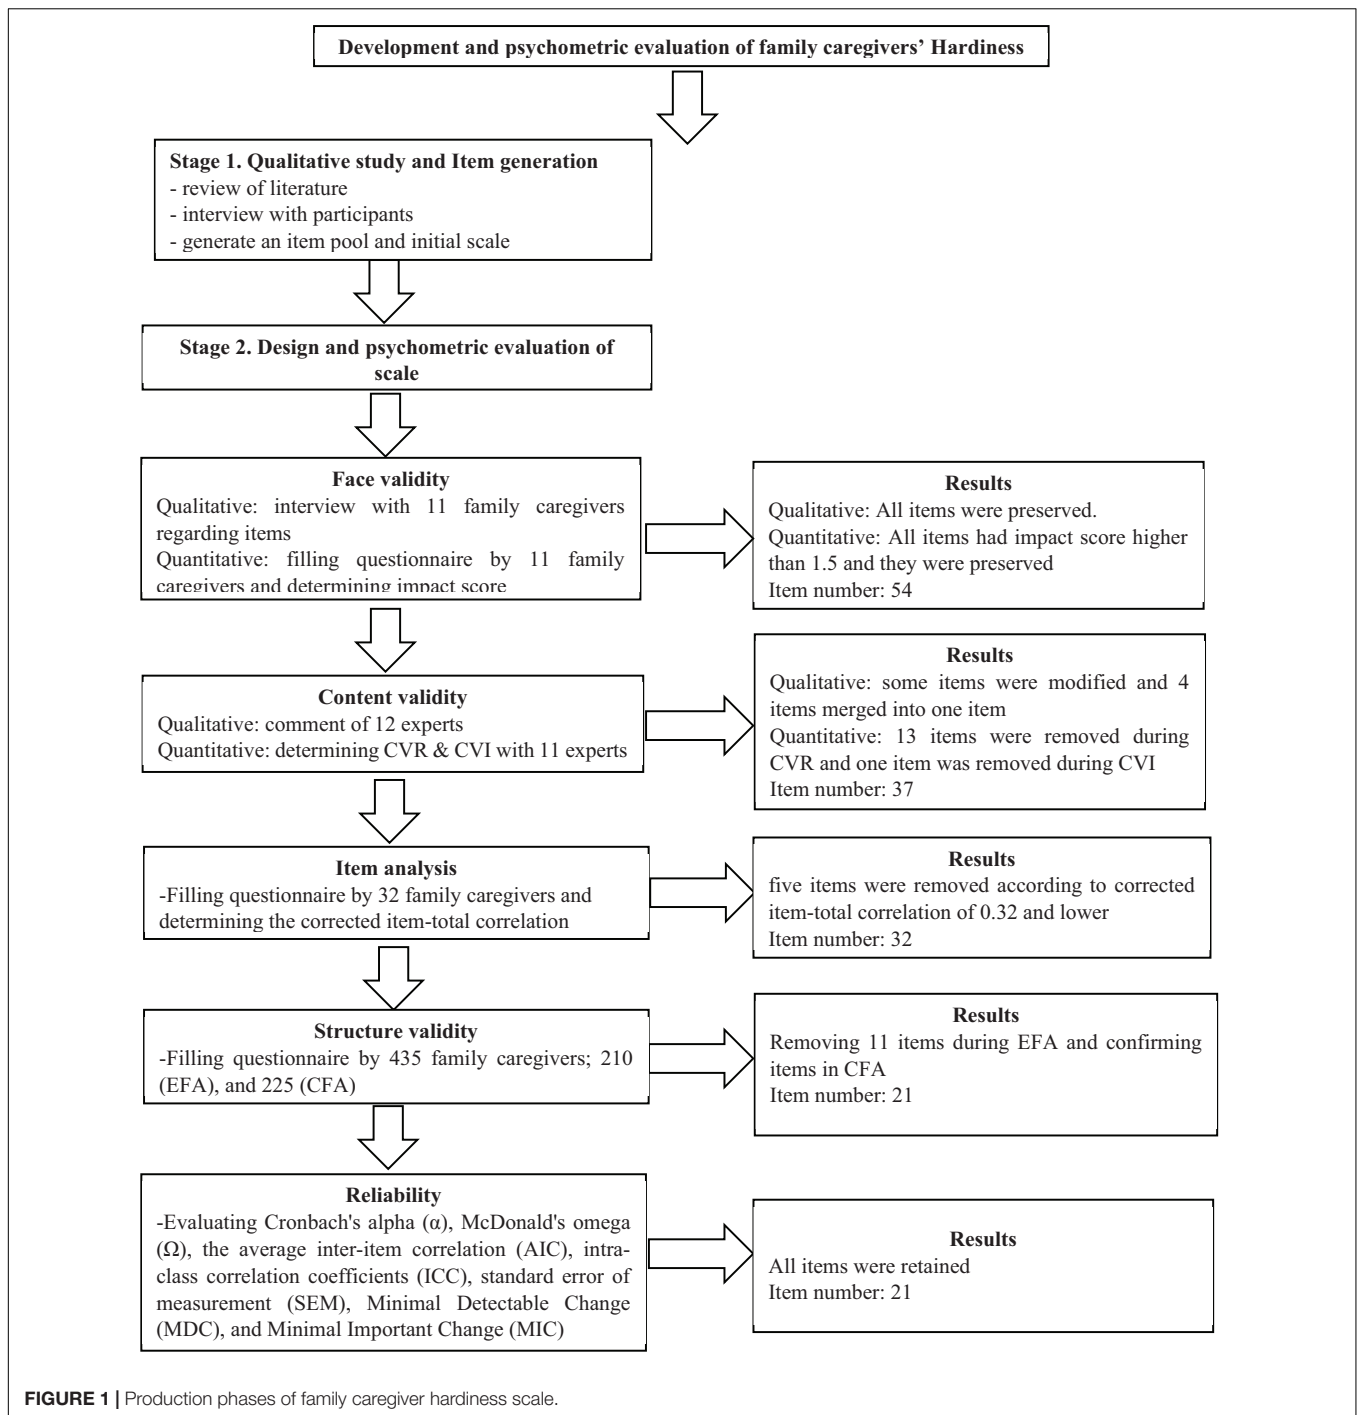 Development and psychometric evaluation of family caregivers’ Hardiness
Stage 1. Qualitative study and Item generation
- review of literature
- interview with participants
- generate an item pool and initial scale
Stage 2. Design and psychometric evaluation of
scale
Face validity
Qualitative: interview with 11 family caregivers
regarding items
Quantitative: filling questionnaire by 11 family
caregivers and determining impact score
Results
Qualitative: All items were preserved.
Quantitative: All items had impact score higher
than 1.5 and they were preserved
Item number: 54
Content validity
Qualitative: comment of 12 experts
Quantitative: determining CVR & CVI with 11 experts
Results
Qualitative: some items were modified and 4
items merged into one item
Quantitative: 13 items were removed during
CVR and one item was removed during CVI
Item number: 37
Item analysis
-Filling questionnaire by 32 family caregivers and
determining the corrected item-total correlation
Results
five items were removed according to corrected
item-total correlation of 0.32 and lower
Item number: 32
Structure validity
-Filling questionnaire by 435 family caregivers; 210
(EFA), and 225 (CFA)
Results
Removing 11 items during EFA and confirming
items in CFA
Item number: 21
Reliability
-Evaluating Cronbach's alpha (α), McDonald's omega
(Ω), the average inter-item correlation (AIC), intra-
class correlation coefficients (ICC), standard error of
measurement (SEM), Minimal Detectable Change
(MDC), and Minimal Important Change (MIC)
Results
All items were retained
Item number: 21
FIGURE 1 | Production phases of family caregiver hardiness scale.